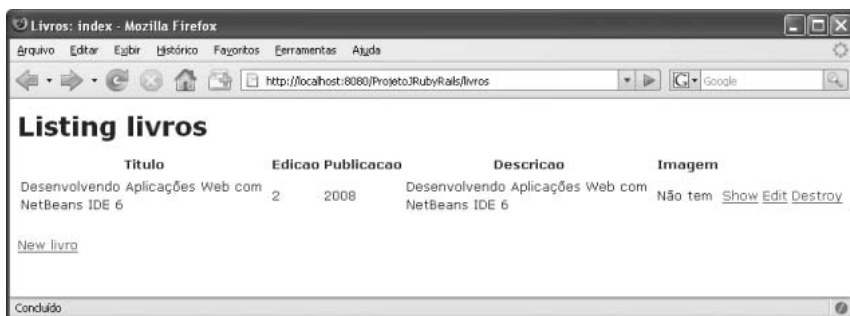 Livros: index - Mozilla Firefox
Arquivo Editar Exibir Histórico Favoritos Ferramentas Ajuda
http://localhost:8080/ProjetoJRubyRails/livros
G Google
Listing livros
Titulo Edicao Publicacao Descricao Imagem
Desenvolvendo Aplicações Web com NetBeans IDE 6 2 2008 Desenvolvendo Aplicações Web com NetBeans IDE 6 Não tem Show Edit Destroy
New livro
Concluído